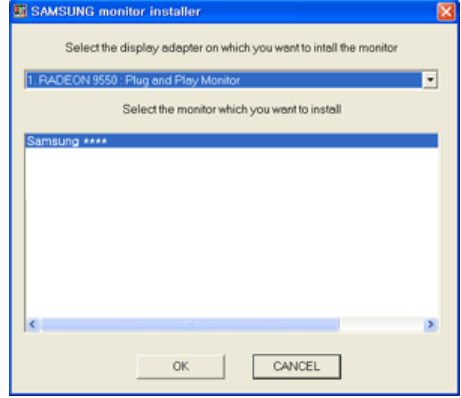 SAMSUNG monitor installer
Select the display adapter on which you want to intall the monitor
1. RADEON 9550 : Plug and Play Monitor
Select the monitor which you want to install
Samsung ****
OK
CANCEL